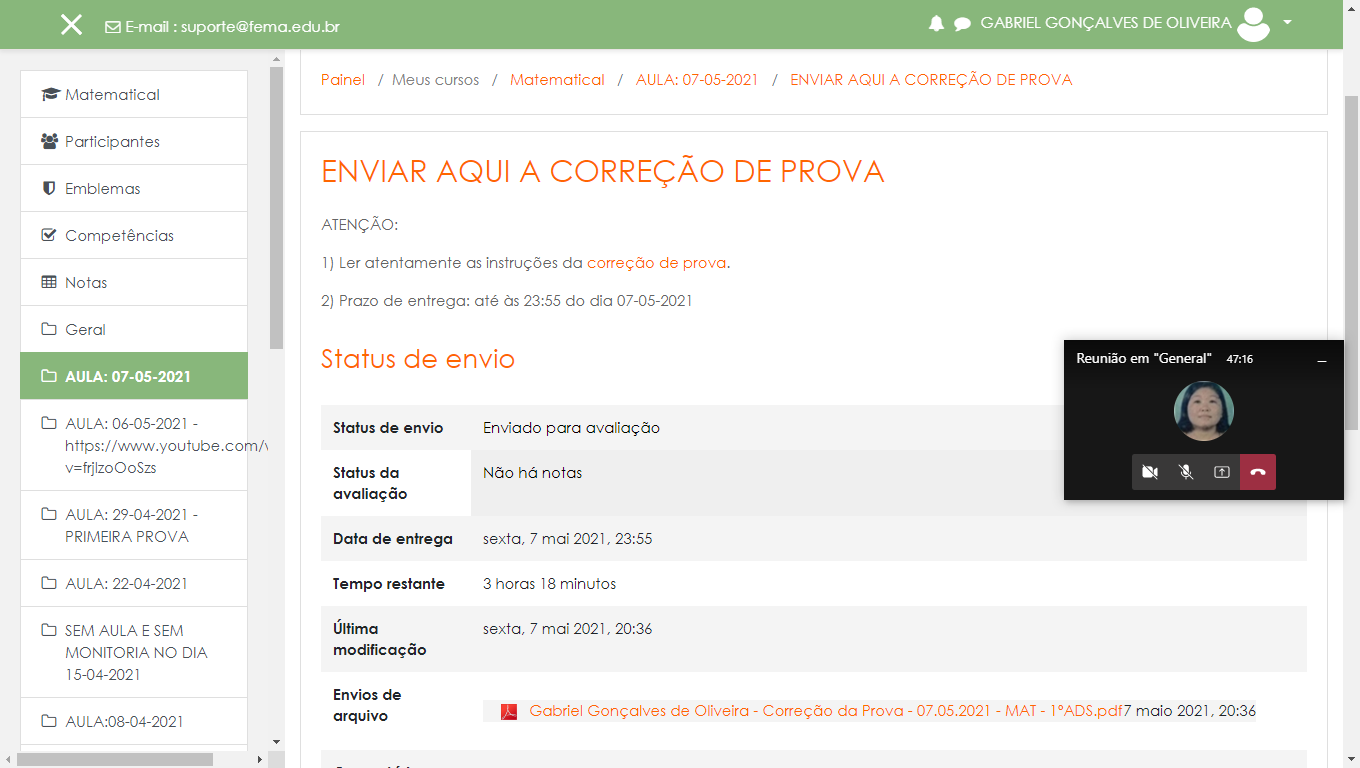 E-mail : suporte@fema.edu.br
GABRIEL GONÇALVES DE OLIVEIRA
Matematical
Participantes
Emblemas
Competências
Notas
Geral
AULA: 07-05-2021
AULA: 06-05-2021 -
https://www.youtube.com/
v=frjlzoOoSzs
AULA: 29-04-2021 -
PRIMEIRA PROVA
AULA: 22-04-2021
SEM AULA E SEM
MONITORIA NO DIA
15-04-2021
AULA:08-04-2021
Painel / Meus cursos / Matematical / AULA: 07-05-2021 / ENVIAR AQUI A CORREÇÃO DE PROVA
ENVIAR AQUI A CORREÇÃO DE PROVA
ATENÇÃO:
1) Ler atentamente as instruções da correção de prova.
2) Prazo de entrega: até às 23:55 do dia 07-05-2021
Status de envio
Status de envio Enviado para avaliação
Status da
avaliação
Não há notas
Data de entrega sexta, 7 mai 2021, 23:55
Tempo restante 3 horas 18 minutos
Última
modificação
sexta, 7 mai 2021, 20:36
Envios de
arquivo
Gabriel Gonçalves de Oliveira - Correção da Prova - 07.05.2021 - MAT - 1ºADS.pdf7 maio 2021, 20:36
Reunião em "General" 47:16